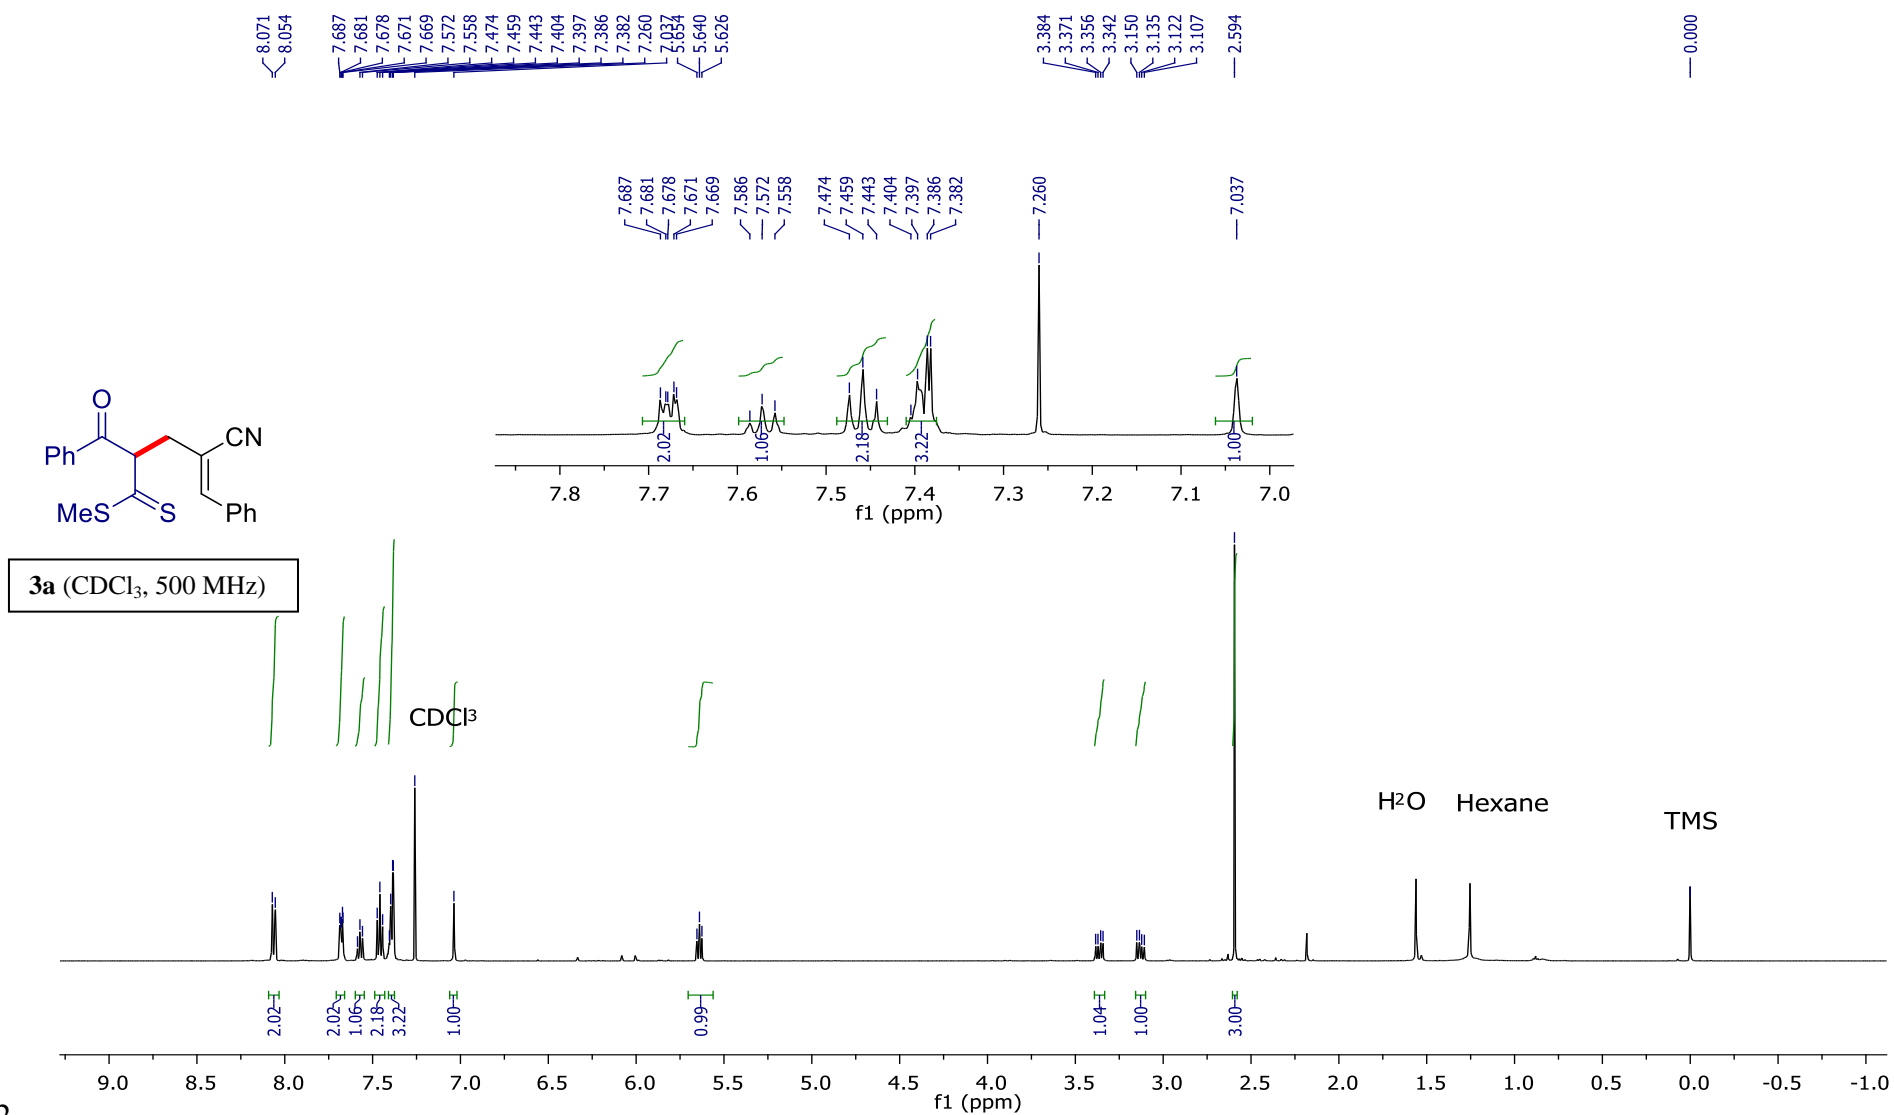 8.071 8.054 7.687 7.681 7.678 7.671 7.669 7.572 7.558 7.474 7.459 7.443 7.404 7.397 7.386 7.382 7.260 7.037 5.654 5.640 5.626 3.384 3.371 3.356 3.342 3.150 3.135 3.122 3.107 2.594 0.000
7.687 7.681 7.678 7.671 7.669 7.586 7.572 7.558 7.474 7.459 7.443 7.404 7.397 7.386 7.382 7.260 7.037
2.02 1.06 2.18 3.22 1.00
7.8 7.7 7.6 7.5 7.4 7.3 7.2 7.1 7.0
f1 (ppm)
O
CN
Ph
MeS S Ph
3a (CDCl3, 500 MHz)
CDCl3
H2O Hexane
TMS
2.02 2.02 1.06 2.18 3.22 1.00 0.99 1.04 1.00 3.00
9.0 8.5 8.0 7.5 7.0 6.5 6.0 5.5 5.0 4.5 4.0 3.5 3.0 2.5 2.0 1.5 1.0 0.5 0.0 -0.5 -1.0
f1 (ppm)